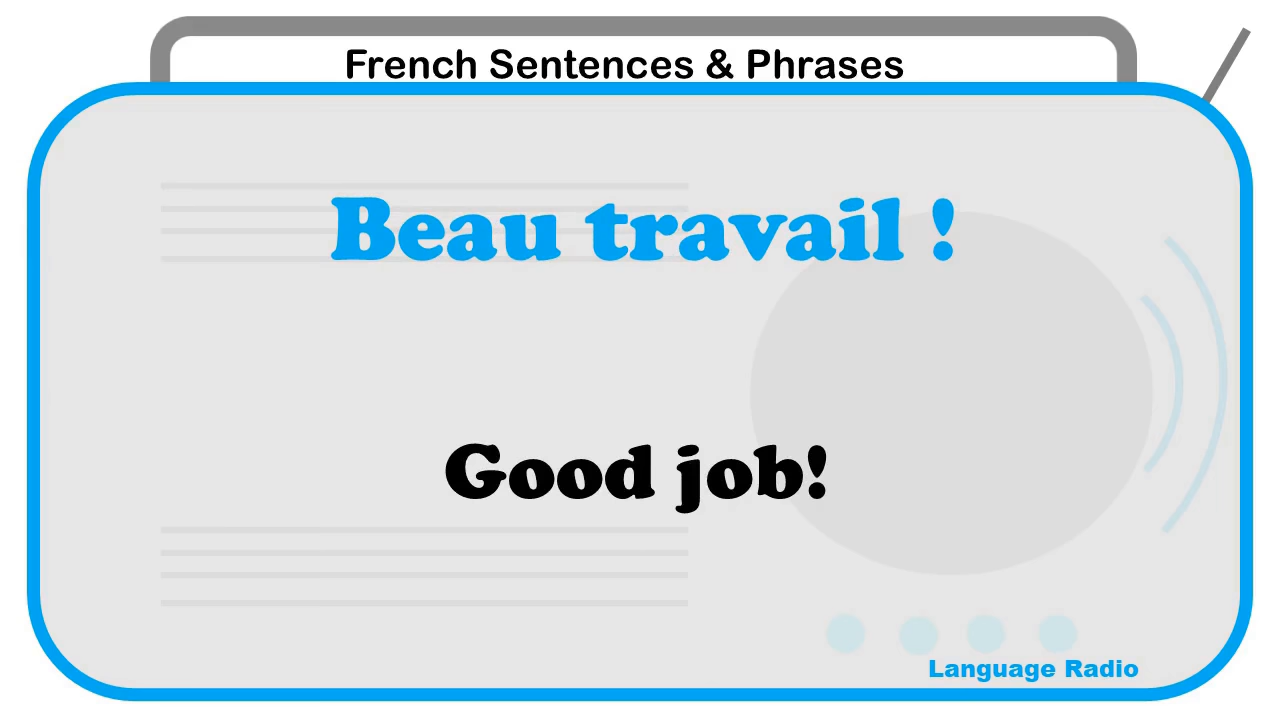 French Sentences & Phrases
Beau travail !
Good job!
Language Radio